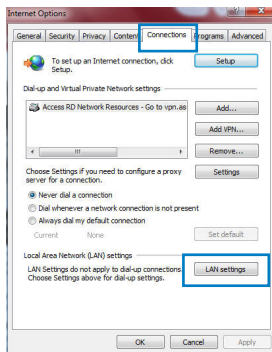 Internet Options
General Security Privacy Content Connections Programs Advanced
To set up an Internet connection, click Setup.
Setup
Dial-up and Virtual Private Network settings
Access RD Network Resources - Go to vpn.as
Add...
Add VPN...
Remove...
Choose Settings if you need to configure a proxy server for a connection.
Settings
Never dial a connection
Dial whenever a network connection is not present
Always dial my default connection
Current None
Set default
Local Area Network (LAN) settings
LAN Settings do not apply to dial-up connections. Choose Settings above for dial-up settings.
LAN settings
OK Cancel Apply